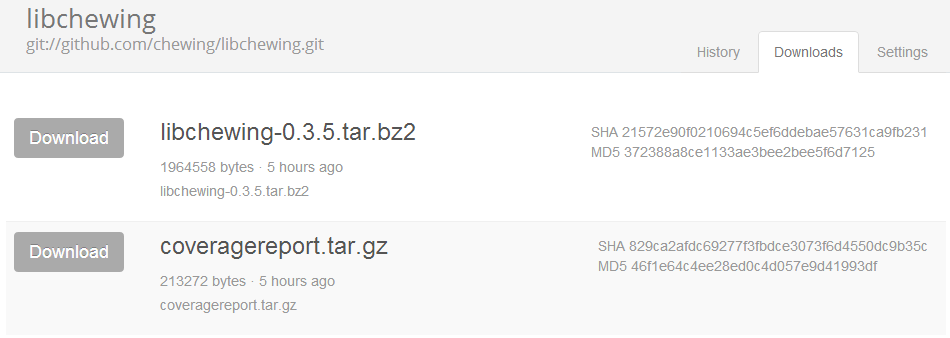 libchewing
git://github.com/chewing/libchewing.git
History Downloads Settings
Download libchewing-0.3.5.tar.bz2 SHA 21572e90f0210694c5ef6ddebae57631ca9fb231
MD5 372388a8ce1133ae3bee2bee5f6d7125
1964558 bytes · 5 hours ago
libchewing-0.3.5.tar.bz2
Download coveragereport.tar.gz SHA 829ca2afdc69277f3fbdce3073f6d4550dc9b35c
MD5 46f1e64c4ee28ed0c4d057e9d41993df
213272 bytes · 5 hours ago
coveragereport.tar.gz